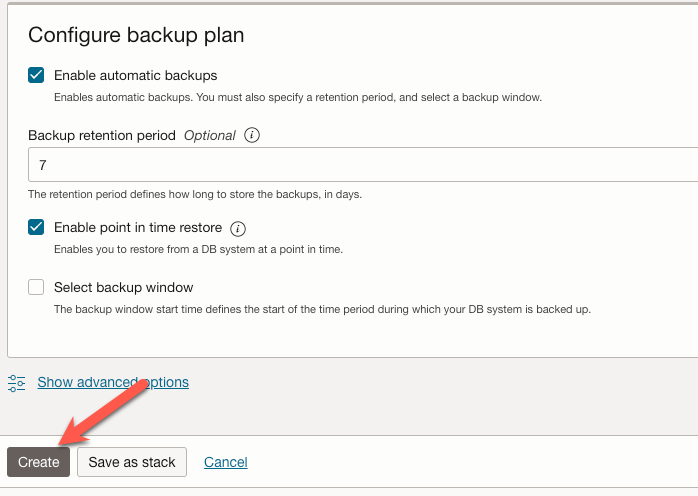 Configure backup plan
Enable automatic backups
Enables automatic backups. You must also specify a retention period, and select a backup window.
Backup retention period Optional i
7
The retention period defines how long to store the backups, in days.
Enable point in time restore i
Enables you to restore from a DB system at a point in time.
Select backup window
The backup window start time defines the start of the time period during which your DB system is backed up.
Show advanced options
Create Save as stack Cancel